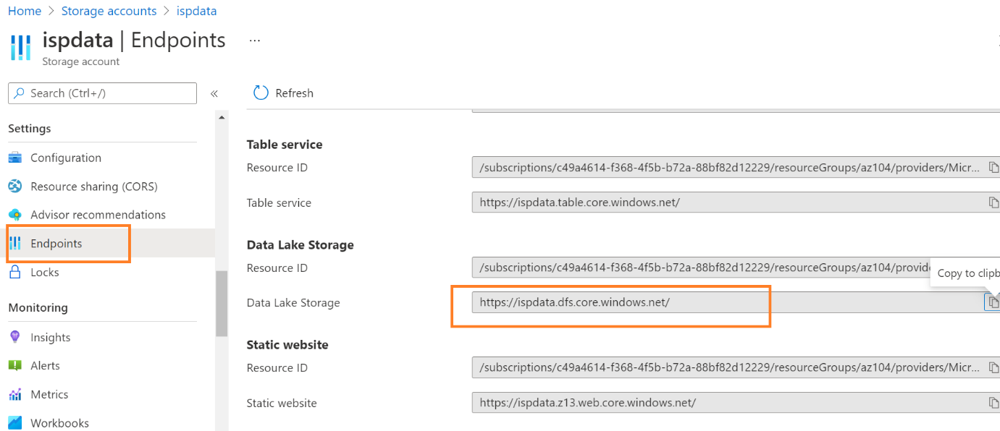 Home > Storage accounts > ispdata
ispdata | Endpoints ...
Storage account
Search (Ctrl+/)
«
Refresh
Settings
Configuration
Resource sharing (CORS)
Advisor recommendations
Endpoints
Locks
Monitoring
Insights
Alerts
Metrics
Workbooks
Table service
Resource ID /subscriptions/c49a4614-f368-4f5b-b72a-88bf82d12229/resourceGroups/az104/providers/Micr...
Table service https://ispdata.table.core.windows.net/
Data Lake Storage
Resource ID /subscriptions/c49a4614-f368-4f5b-b72a-88bf82d12229/resourceGroups/az104/provide
Copy to clipb
Data Lake Storage https://ispdata.dfs.core.windows.net/
Static website
Resource ID /subscriptions/c49a4614-f368-4f5b-b72a-88bf82d12229/resourceGroups/az104/providers/Micr...
Static website https://ispdata.z13.web.core.windows.net/